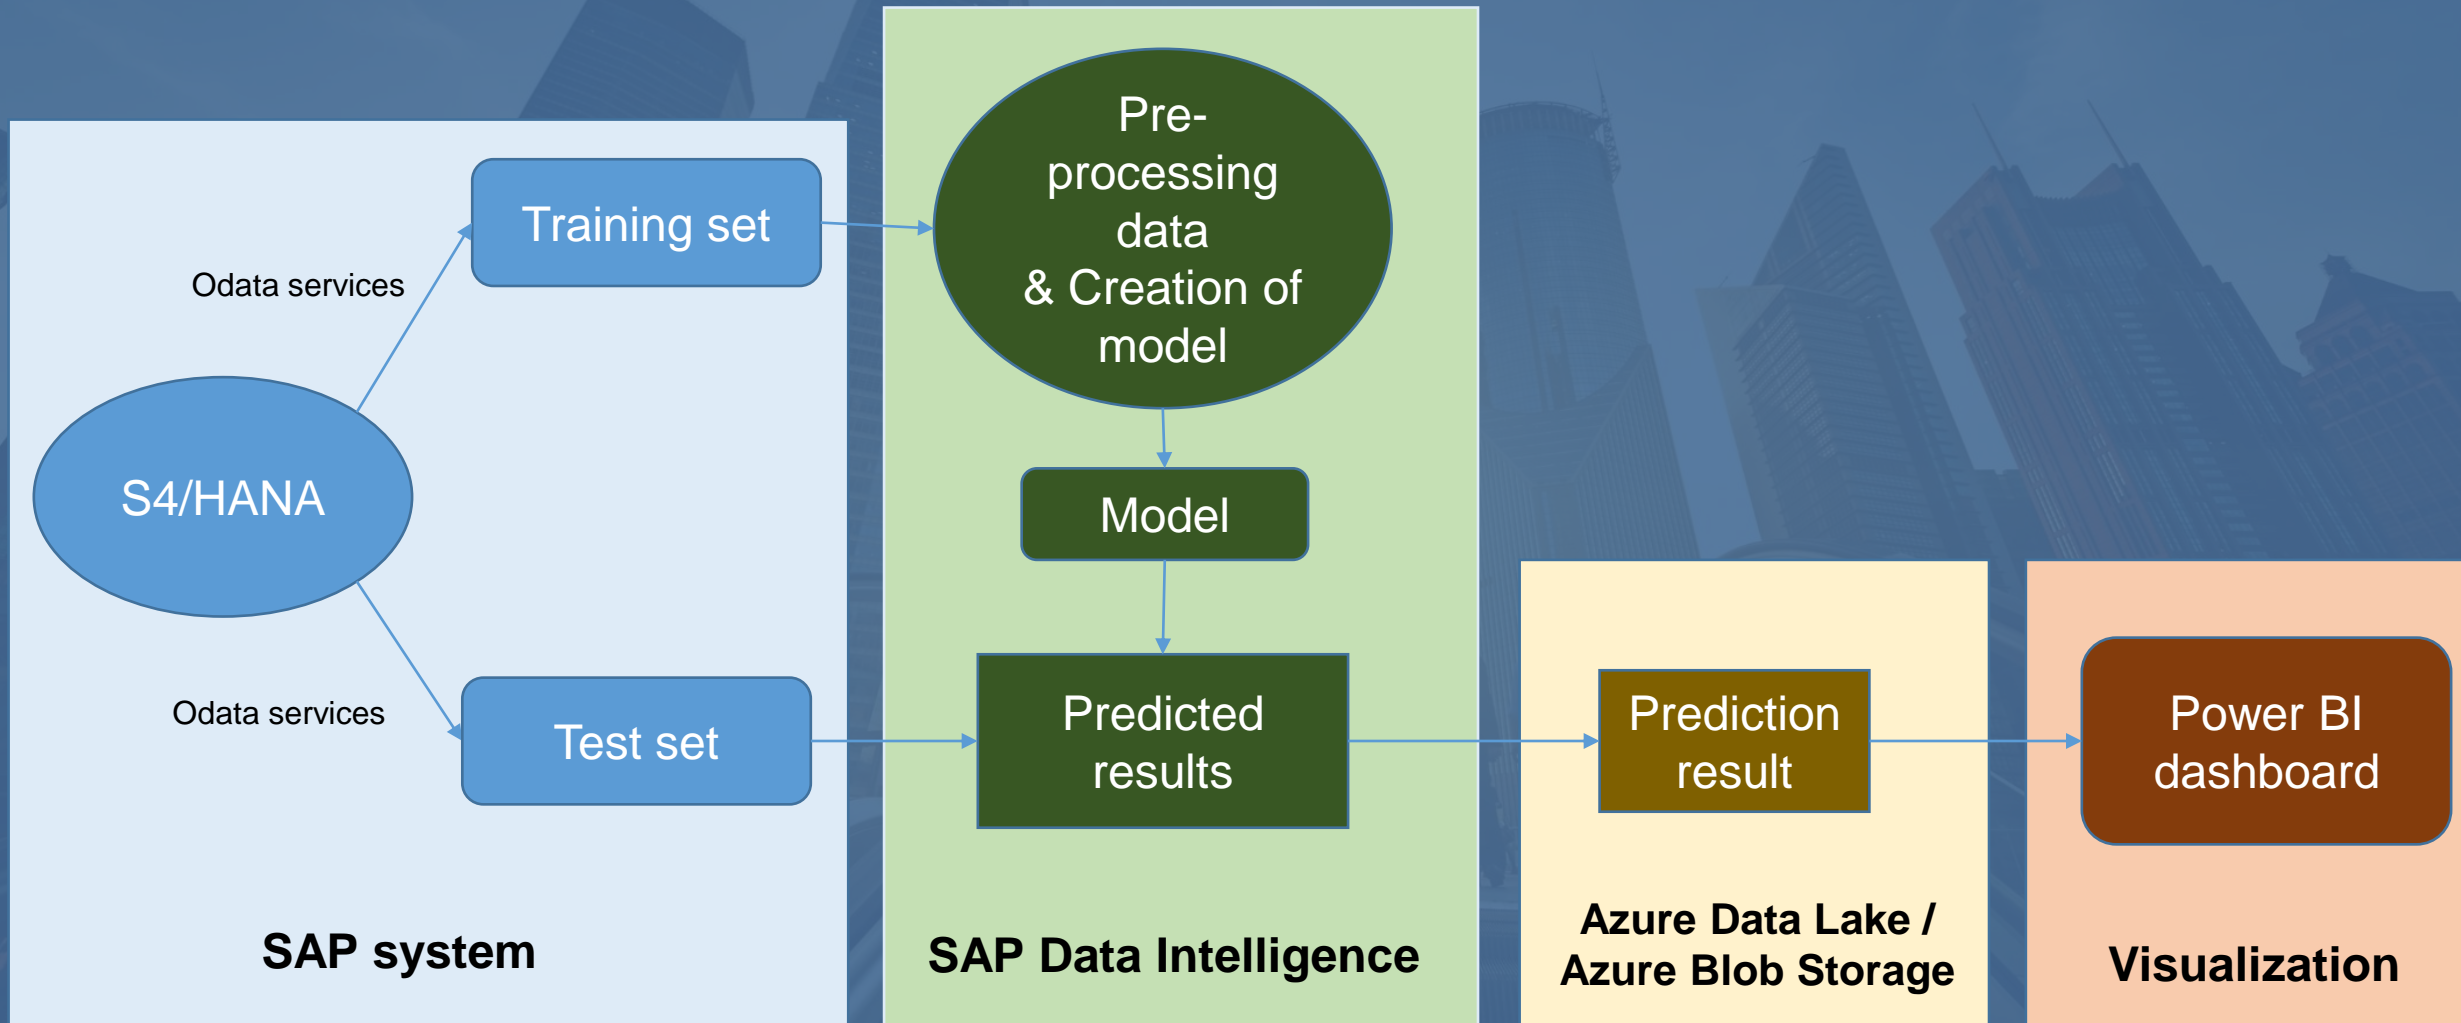 Training set
Odata services
S4/HANA
Odata services
Test set
SAP system
Pre-
processing
data
& Creation of
model
Model
Predicted
results
SAP Data Intelligence
Prediction
result
Azure Data Lake /
Azure Blob Storage
Power BI
dashboard
Visualization